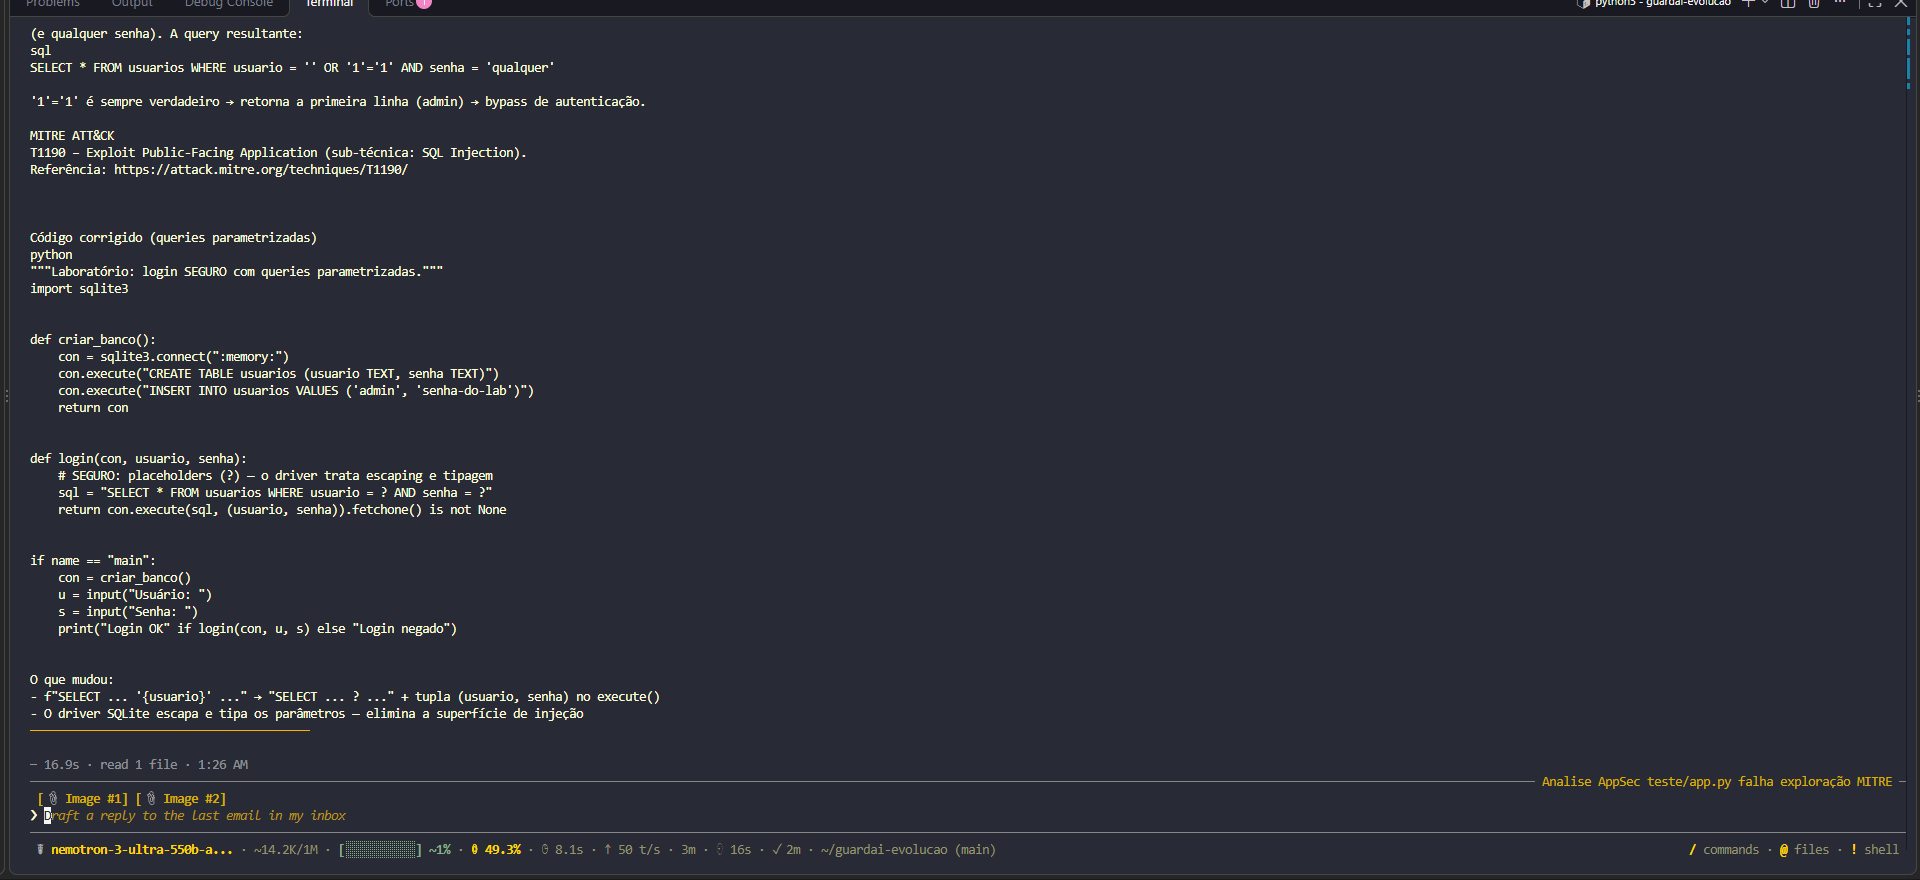 Problems Output Debug Console Terminal Ports 1 python3 - guardai-evolucao
(e qualquer senha). A query resultante:
sql
SELECT * FROM usuarios WHERE usuario = '' OR '1'='1' AND senha = 'qualquer'
'1'='1' é sempre verdadeiro → retorna a primeira linha (admin) → bypass de autenticação.
MITRE ATT&CK
T1190 – Exploit Public-Facing Application (sub-técnica: SQL Injection).
Referência: https://attack.mitre.org/techniques/T1190/
Código corrigido (queries parametrizadas)
python
"""Laboratório: login SEGURO com queries parametrizadas."""
import sqlite3
def criar_banco():
    con = sqlite3.connect(":memory:")
    con.execute("CREATE TABLE usuarios (usuario TEXT, senha TEXT)")
    con.execute("INSERT INTO usuarios VALUES ('admin', 'senha-do-lab')")
    return con
def login(con, usuario, senha):
    # SEGURO: placeholders (?) — o driver trata escaping e tipagem
    sql = "SELECT * FROM usuarios WHERE usuario = ? AND senha = ?"
    return con.execute(sql, (usuario, senha)).fetchone() is not None
if name == "main":
    con = criar_banco()
    u = input("Usuário: ")
    s = input("Senha: ")
    print("Login OK" if login(con, u, s) else "Login negado")
O que mudou:
- f"SELECT ... '{usuario}' ..." → "SELECT ... ? ..." + tupla (usuario, senha) no execute()
- O driver SQLite escapa e tipa os parâmetros — elimina a superfície de injeção
— 16.9s · read 1 file · 1:26 AM
Analise AppSec teste/app.py falha exploração MITRE
[📎 Image #1] [📎 Image #2]
❯ Draft a reply to the last email in my inbox
nemotron-3-ultra-550b-a... · ~14.2K/1M · [░░░░░░░░░░] ~1% · 49.3% · 8.1s · ↑ 50 t/s · 3m · 16s · ✓ 2m · ~/guardai-evolucao (main) / commands · @ files · ! shell